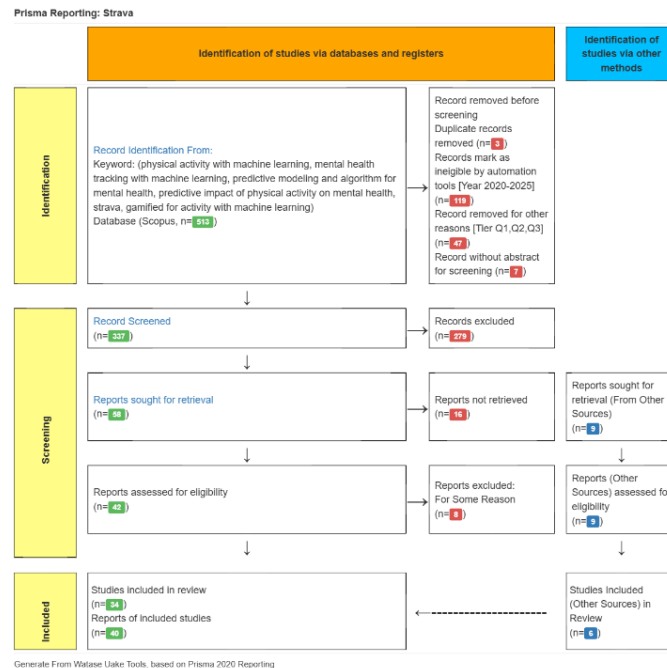 Prisma Reporting: Strava
Identification of studies via databases and registers
Identification of
studies via other
methods
Identification
Record Identification From:
Keyword: (physical activity with machine learning, mental health
tracking with machine learning, predictive modeling and algorithm for
mental health, predictive impact of physical activity on mental health,
strava, gamified for activity with machine learning)
Database (Scopus, n=513)
Record removed before
screening
Duplicate records
removed (n=3)
Records mark as
ineligible by automation
tools [Year 2020-2025]
(n=119)
Record removed for other
reasons [Tier Q1,Q2,Q3]
(n=47)
Record without abstract
for screening (n=7)
Screening
Record Screened
(n=337)
Records excluded
(n=279)
Reports sought for retrieval
(n=58)
Reports not retrieved
(n=16)
Reports sought for
retrieval (From Other
Sources)
(n=9)
Reports assessed for eligibility
(n=42)
Reports excluded:
For Some Reason
(n=8)
Reports (Other
Sources) assessed fo
eligibility
(n=9)
Included
Studies included in review
(n=34)
Reports of included studies
(n=40)
Studies Included
(Other Sources) in
Review
(n=6)
Generate From Watase Uake Tools, based on Prisma 2020 Reporting